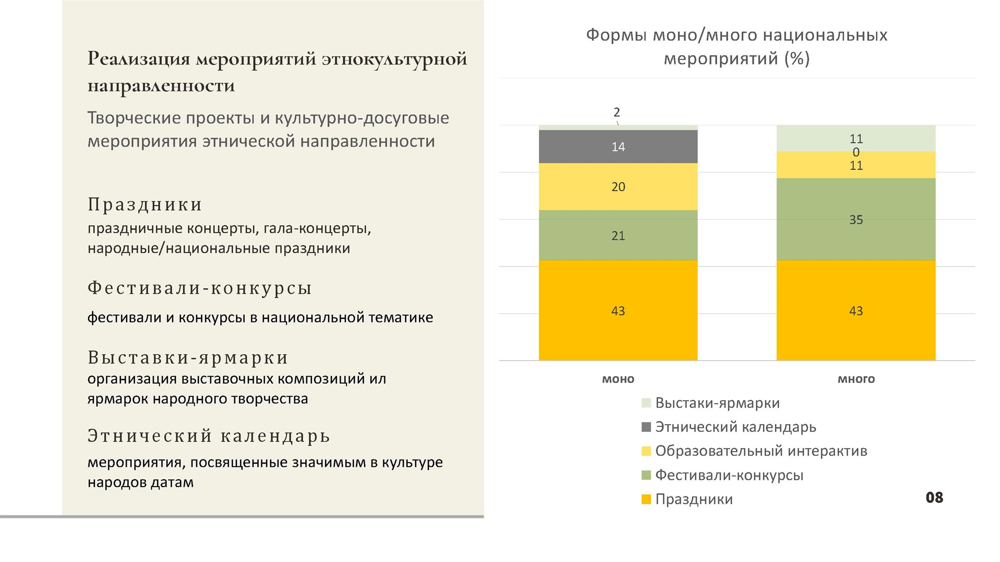 Реализация мероприятий этнокультурной
направленности
Творческие проекты и культурно-досуговые
мероприятия этнической направленности
Праздники
праздничные концерты, гала-концерты,
народные/национальные праздники
Фестивали-конкурсы
фестивали и конкурсы в национальной тематике
Выставки-ярмарки
организация выставочных композиций ил
ярмарок народного творчества
Этнический календарь
мероприятия, посвященные значимым в культуре
народов датам
Формы моно/много национальных
мероприятий (%)
2
14
20
21
43
11
0
11
35
43
моно
много
Выстаки-ярмарки
Этнический календарь
Образовательный интерактив
Фестивали-конкурсы
Праздники
08